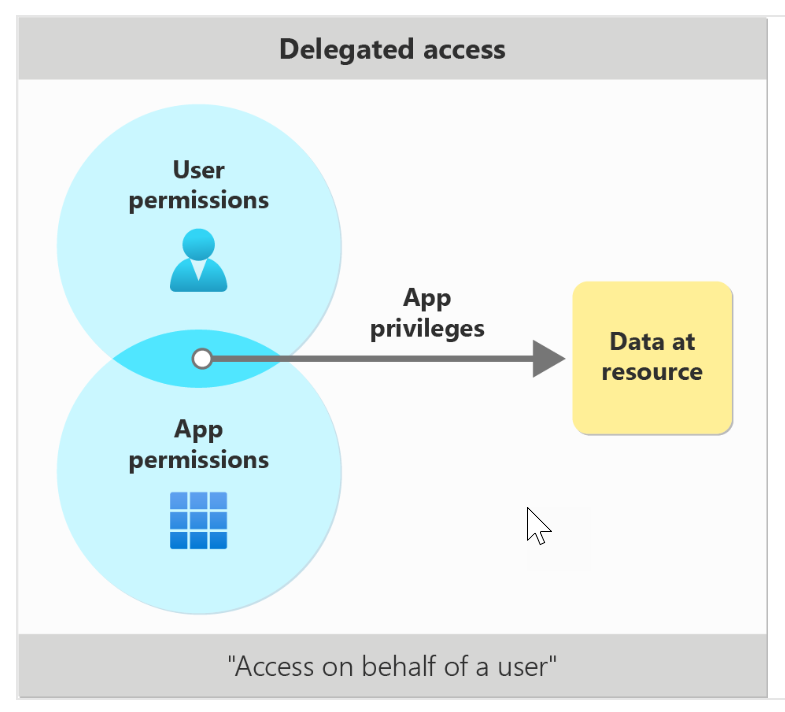 Delegated access
User
permissions
App
privileges
Data at
resource
App
permissions
"Access on behalf of a user"